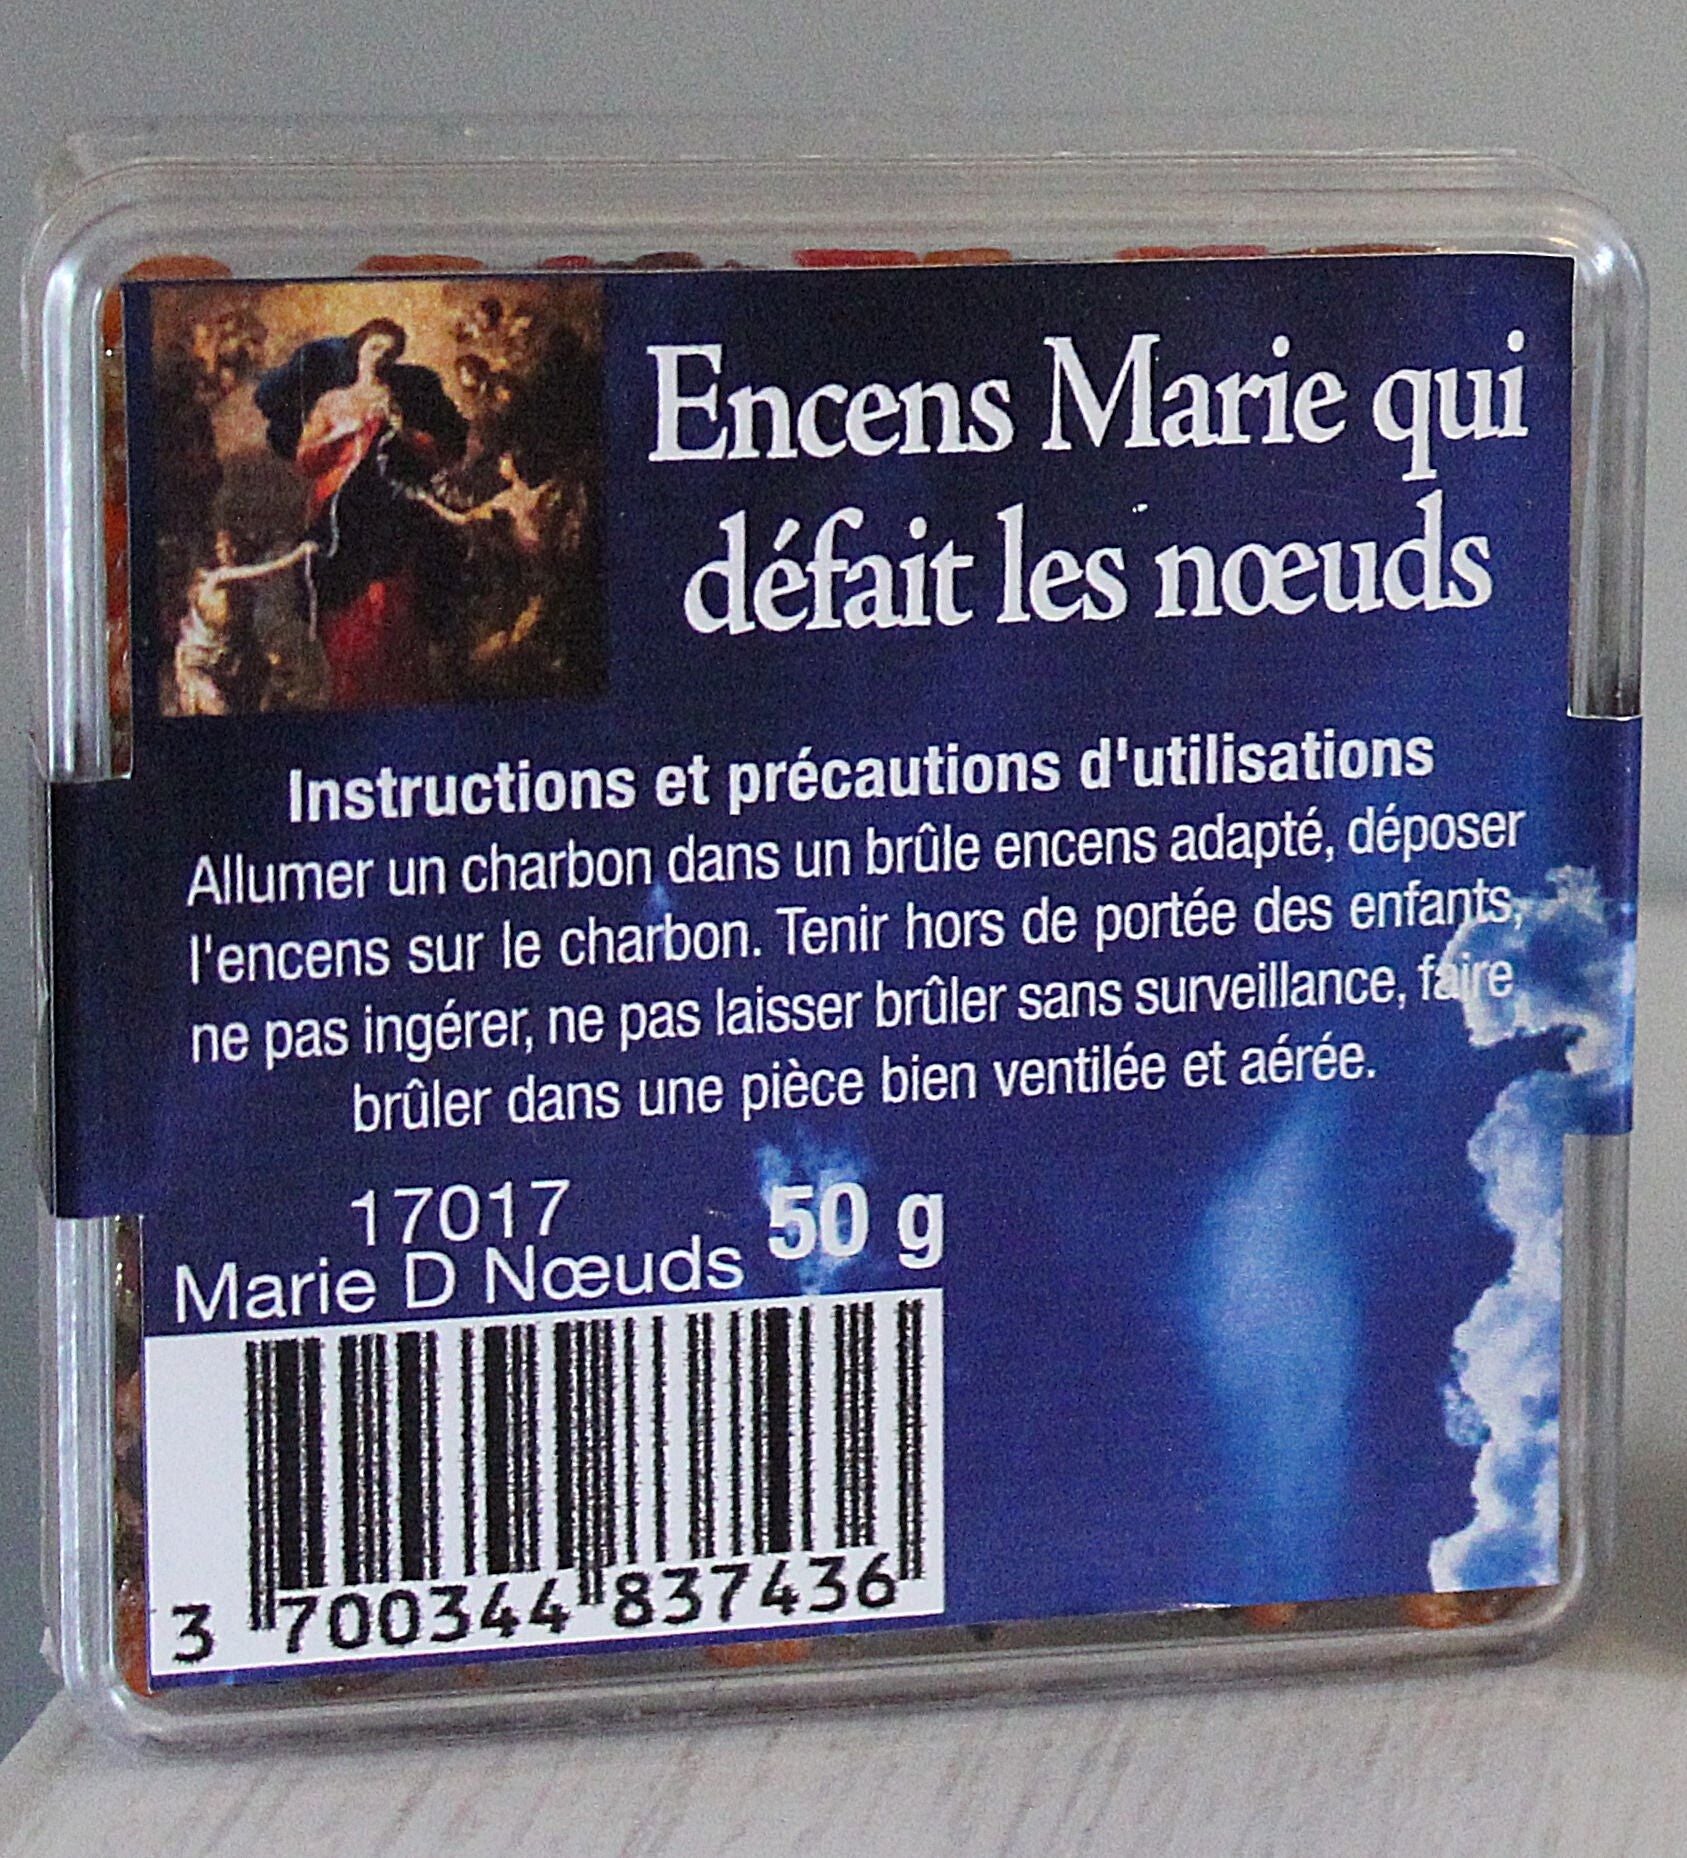 Encens Marie qui
défait les nœuds
Instructions et précautions d'utilisations
Allumer un charbon dans un brûle encens adapté, déposer
l'encens sur le charbon. Tenir hors de portée des enfants,
ne pas ingérer, ne pas laisser brûler sans surveillance, faire
brûler dans une pièce bien ventilée et aérée.
17017
Marie D Nœuds 50 g
3 700344 837436